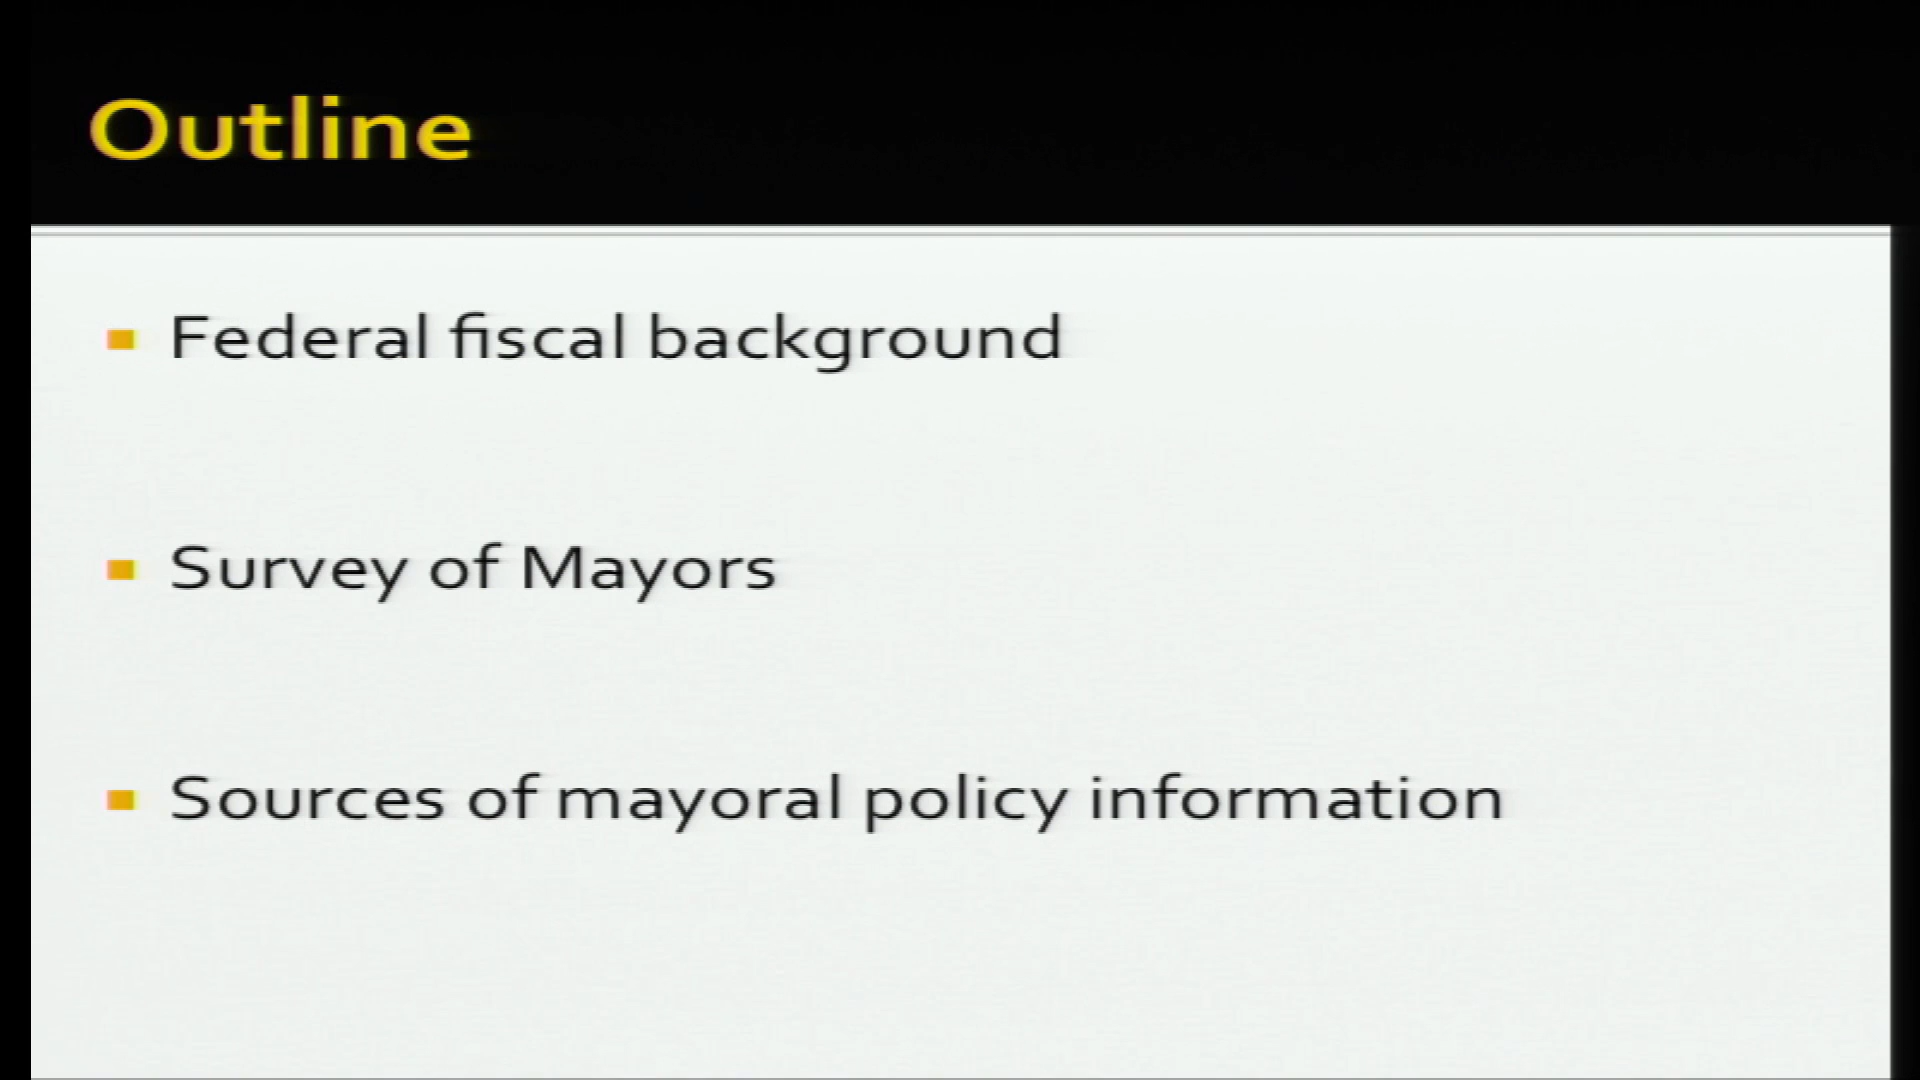 Outline
Federal fiscal background
Survey of Mayors
Sources of mayoral policy information